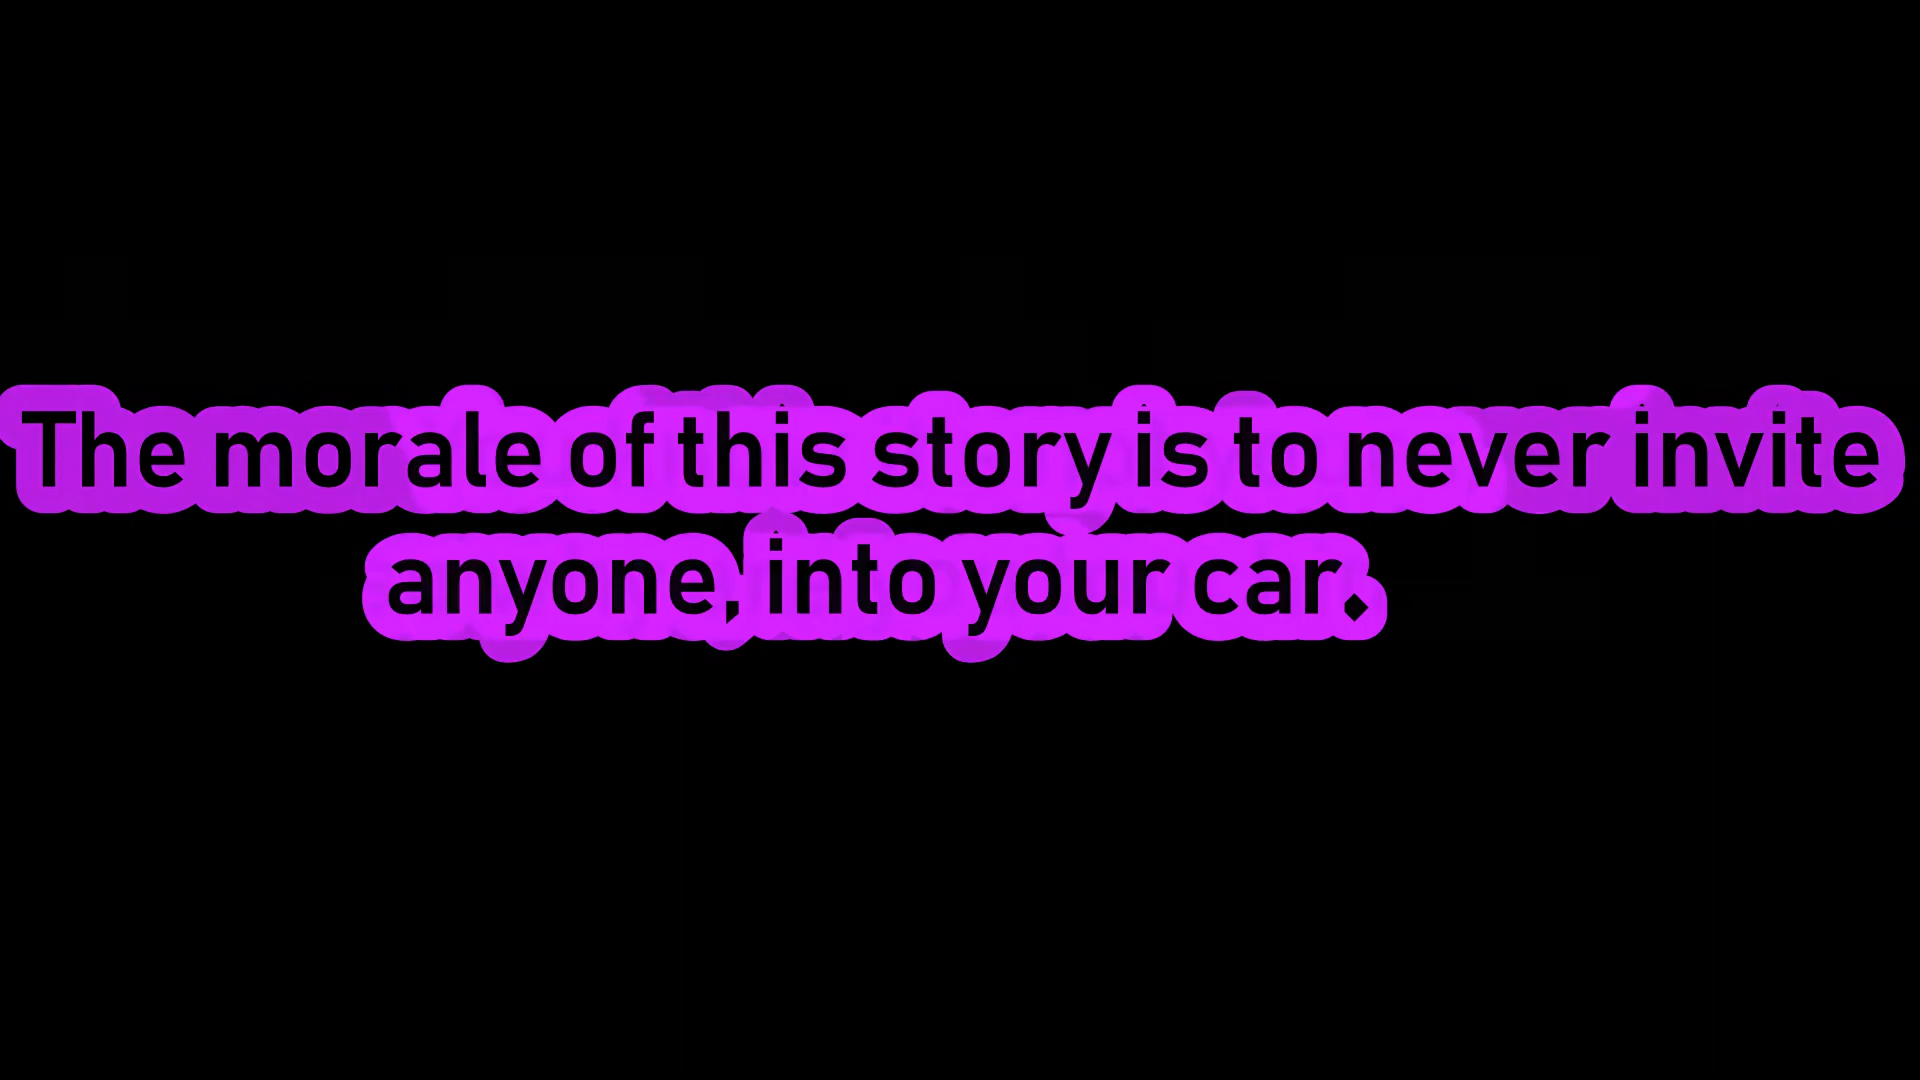 The morale of this story is to never invite
anyone, into your car.